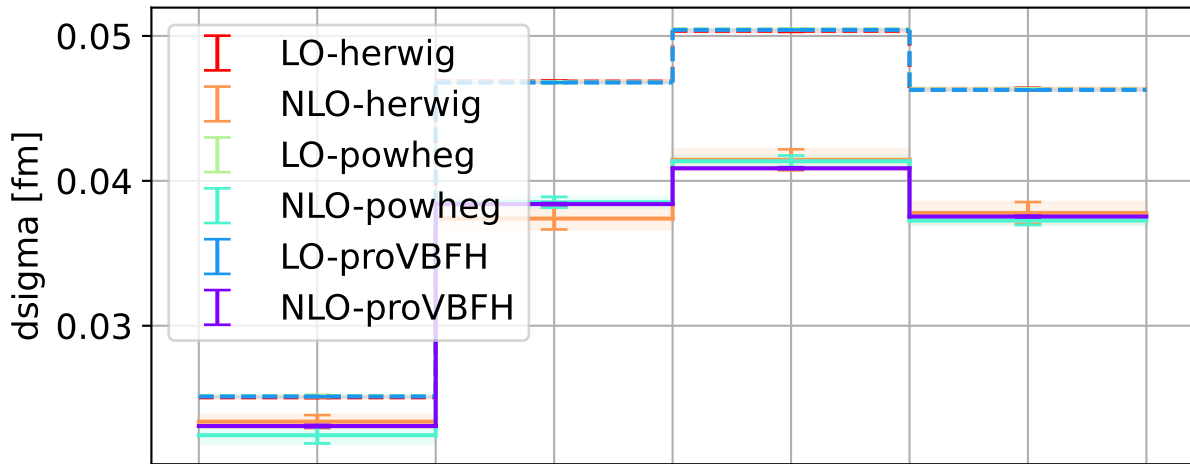 0.05
0.04
0.03
dsigma [fm]
LO-herwig
NLO-herwig
LO-powheg
NLO-powheg
LO-proVBFH
NLO-proVBFH